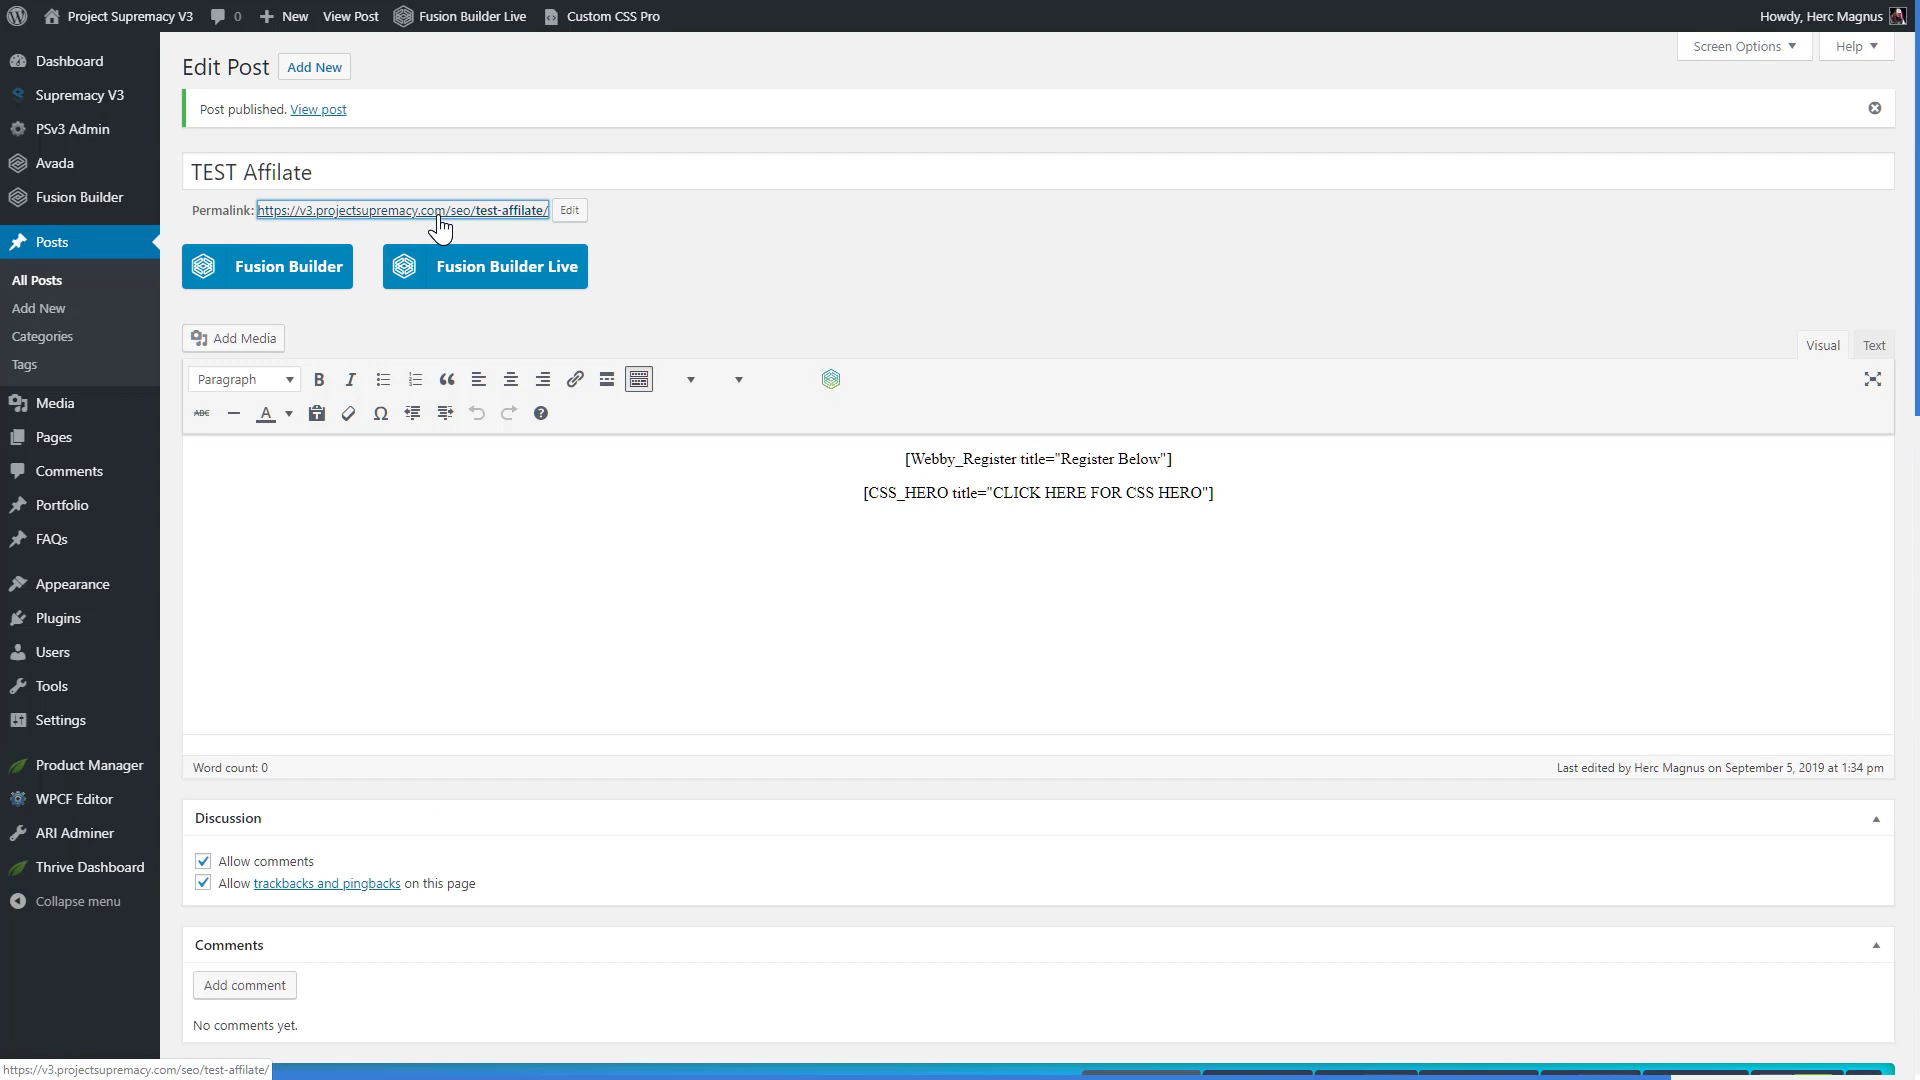 Project Supremacy V3
0
New
View Post
Fusion Builder Live
Custom CSS Pro
Howdy, Herc Magnus
Dashboard
Supremacy V3
PSv3 Admin
Avada
Fusion Builder
Posts
All Posts
Add New
Categories
Tags
Media
Pages
Comments
Portfolio
FAQs
Appearance
Plugins
Users
Tools
Settings
Product Manager
WPCF Editor
ARI Adminer
Thrive Dashboard
Collapse menu
Screen Options
Help
Edit Post
Add New
Post published. View post
TEST Affilate
Permalink: https://v3.projectsupremacy.com/seo/test-affilate/ Edit
Fusion Builder
Fusion Builder Live
Add Media
Visual
Text
Paragraph
B I
ABC
A
Ω
[Webby_Register title="Register Below"]
[CSS_HERO title="CLICK HERE FOR CSS HERO"]
Word count: 0
Last edited by Herc Magnus on September 5, 2019 at 1:34 pm
Discussion
Allow comments
Allow trackbacks and pingbacks on this page
Comments
Add comment
No comments yet.
https://v3.projectsupremacy.com/seo/test-affilate/